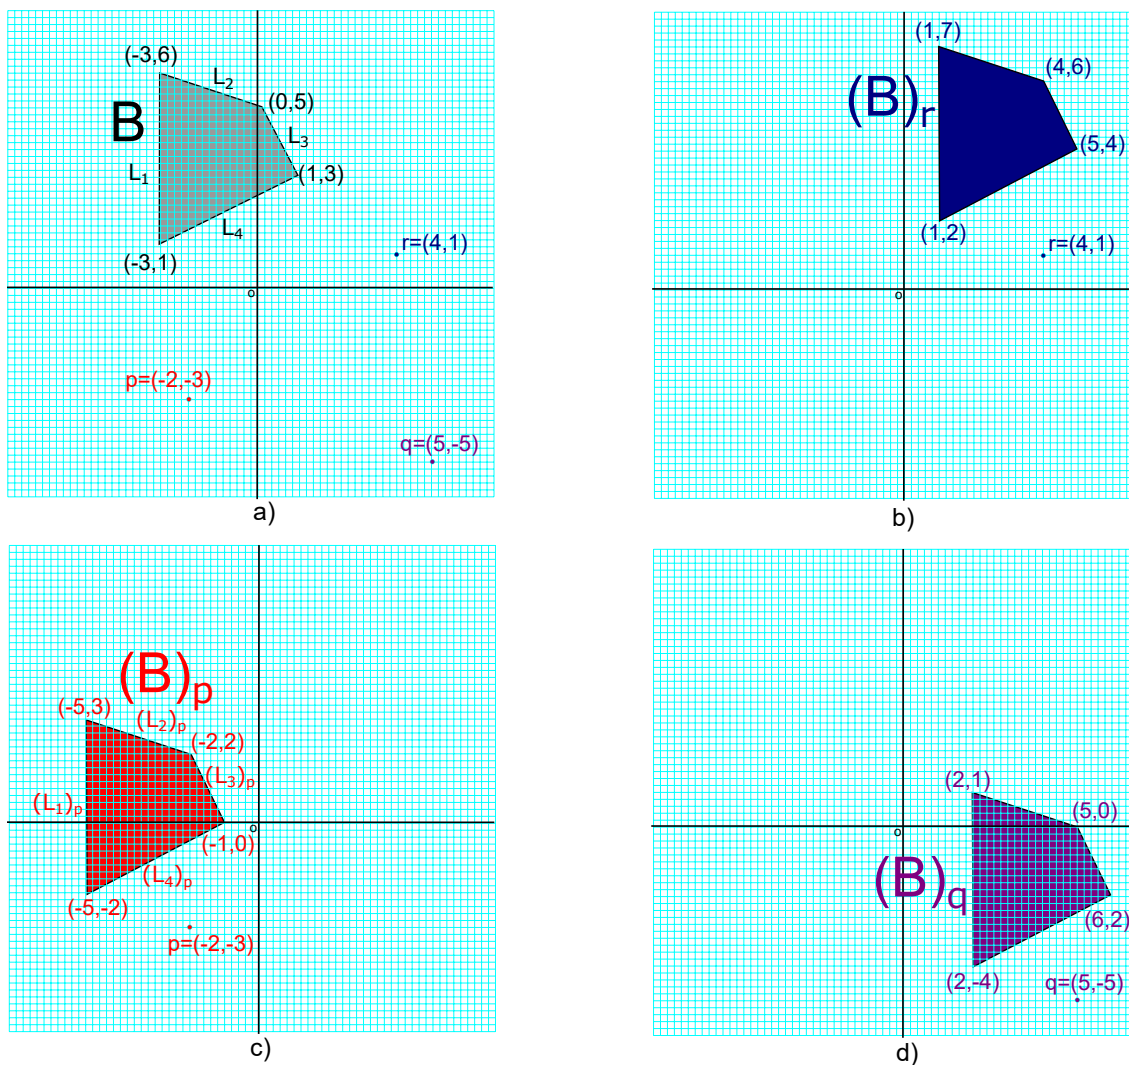 (-3,6)
L2
(0,5)
B
L3
L1
(1,3)
L4
(-3,1)
r=(4,1)
o
p=(-2,-3)
q=(5,-5)
a)
(1,7)
(4,6)
(B)r
(5,4)
(1,2)
r=(4,1)
o
b)
(B)p
(-5,3)
(L2)p
(-2,2)
(L3)p
(L1)p
o
(-1,0)
(L4)p
(-5,-2)
p=(-2,-3)
c)
(2,1)
(5,0)
o
(B)q
(6,2)
(2,-4)
q=(5,-5)
d)